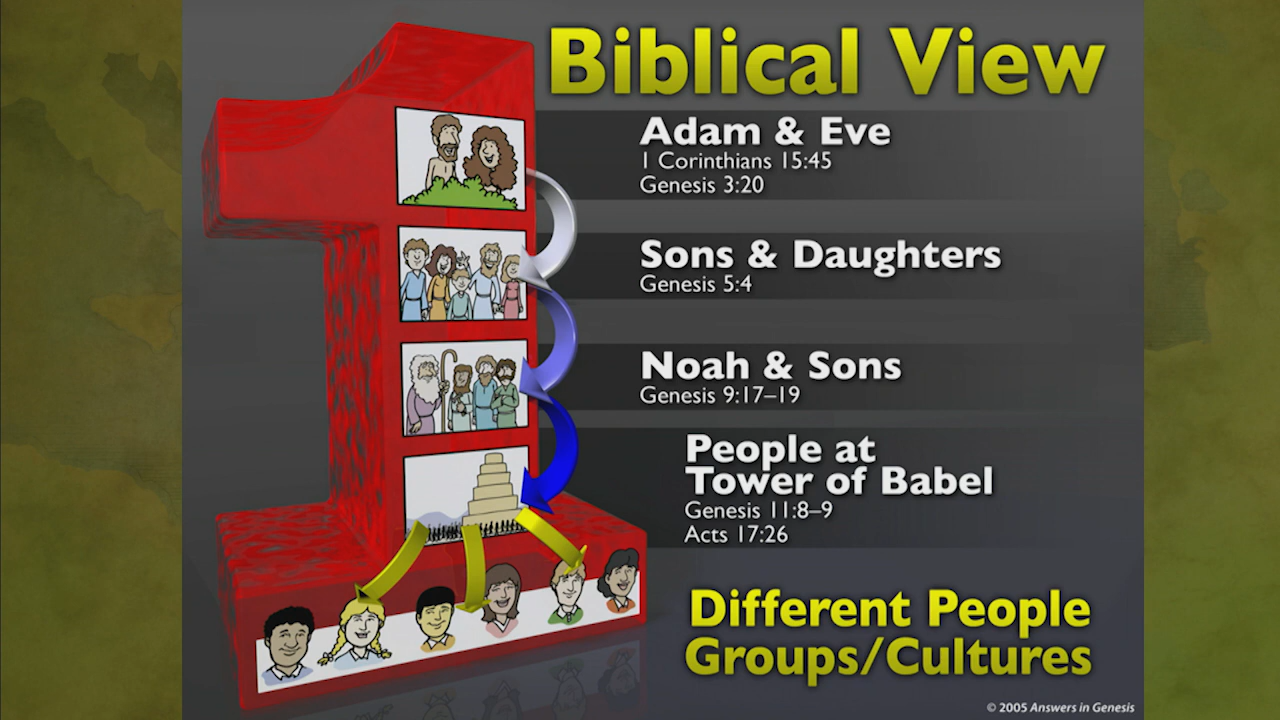 Biblical View
Adam & Eve
1 Corinthians 15:45
Genesis 3:20
Sons & Daughters
Genesis 5:4
Noah & Sons
Genesis 9:17–19
People at
Tower of Babel
Genesis 11:8–9
Acts 17:26
Different People
Groups/Cultures
© 2005 Answers in Genesis